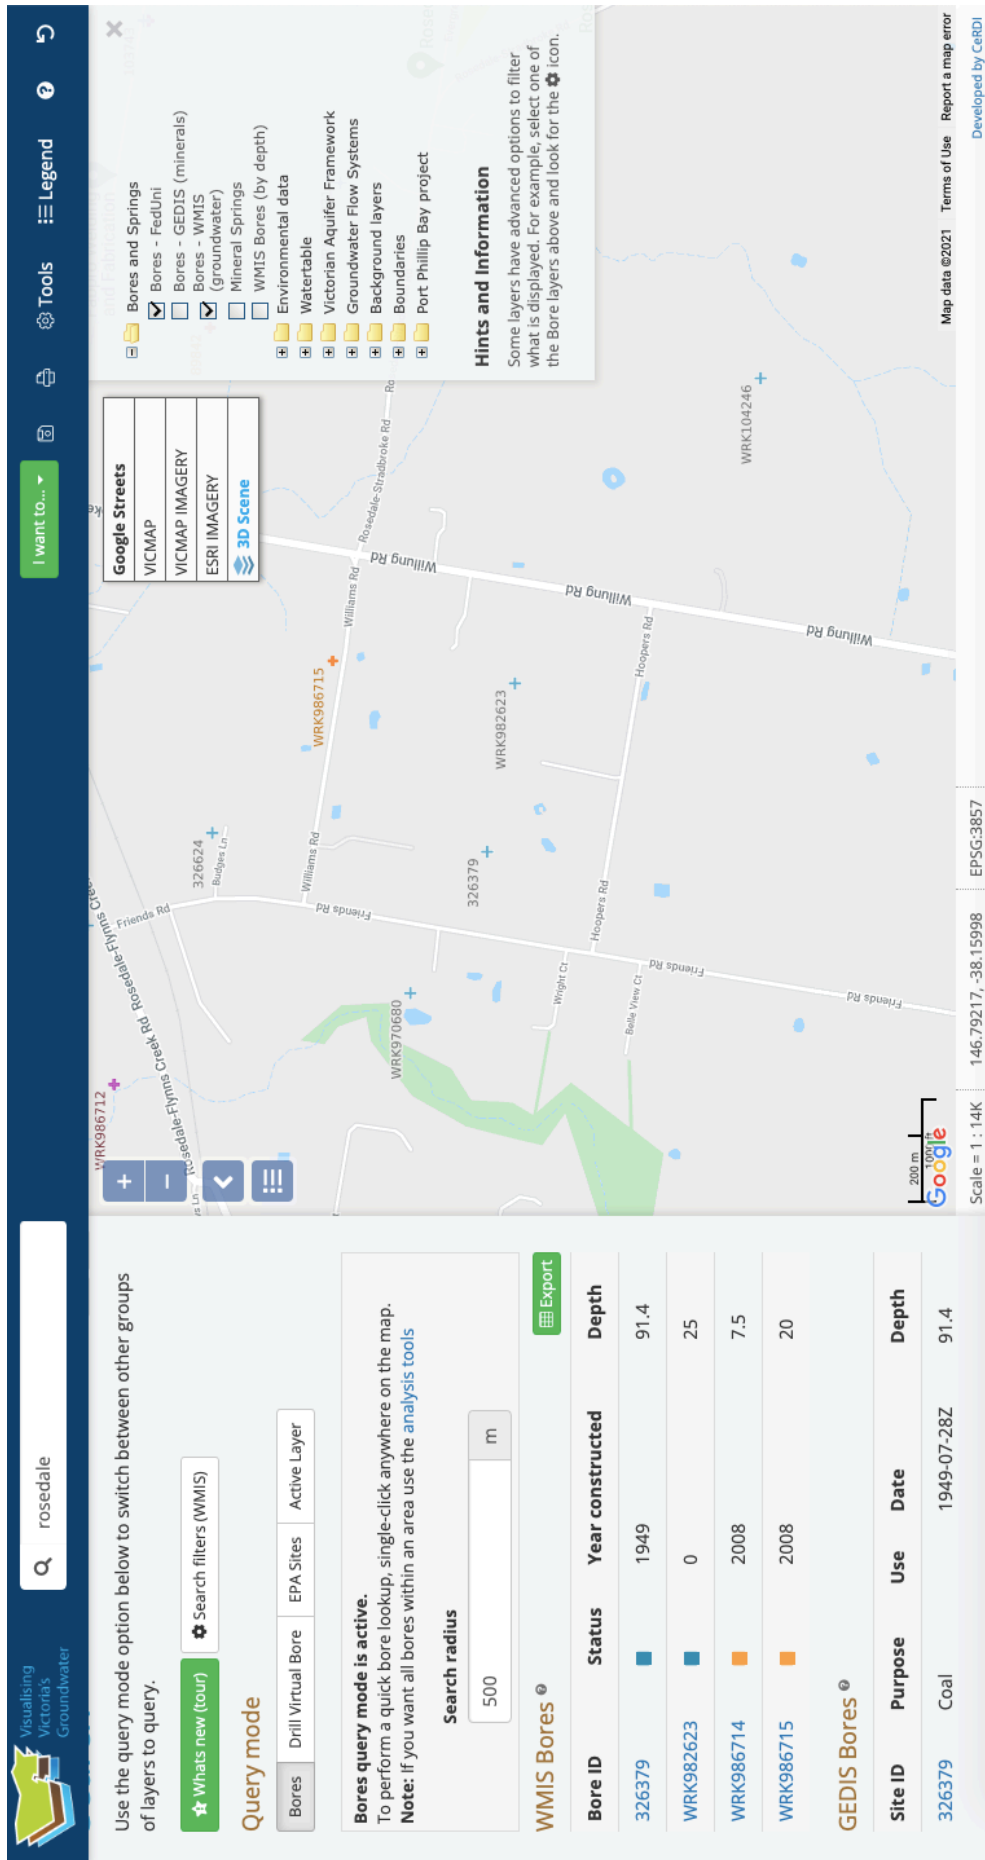 Visualising
Victoria's
Groundwater
rosedale
I want to...
Tools
Legend
Use the query mode option below to switch between other groups
of layers to query.
Whats new (tour)
Search filters (WMIS)
Query mode
Bores
Drill Virtual Bore
EPA Sites
Active Layer
Bores query mode is active.
To perform a quick bore lookup, single-click anywhere on the map.
Note: If you want all bores within an area use the analysis tools
Search radius
500 m
WMIS Bores
Export
Bore ID Status Year constructed Depth
326379 1949 91.4
WRK982623 0 25
WRK986714 2008 7.5
WRK986715 2008 20
GEDIS Bores
Site ID Purpose Use Date Depth
326379 Coal 1949-07-28Z 91.4
WRK986712
Rosedale-Flynns Creek Rd
Rosedale-Flynns Cree
Friends Rd
326624
Budges Ln
Williams Rd
Williams Rd
WRK986715
Rosedale-Stradbroke Rd
Ro
Willung Rd
Friends Rd
WRK970680
326379
WRK982623
Willung Rd
Hoopers Rd
Hoopers Rd
Wright Ct
Belle View Ct
Friends Rd
Friends Rd
Willung Rd
WRK104246
Google Streets
VICMAP
VICMAP IMAGERY
ESRI IMAGERY
3D Scene
Bores and Springs
Bores - FedUni
Bores - GEDIS (minerals)
Bores - WMIS
(groundwater)
Mineral Springs
WMIS Bores (by depth)
Environmental data
Watertable
Victorian Aquifer Framework
Groundwater Flow Systems
Background layers
Boundaries
Port Phillip Bay project
Hints and Information
Some layers have advanced options to filter
what is displayed. For example, select one of
the Bore layers above and look for the icon.
200 m
1000 ft
Google
Map data ©2021 Terms of Use Report a map error
Scale = 1 : 14K 146.79217, -38.15998 EPSG:3857 Developed by CeRDI